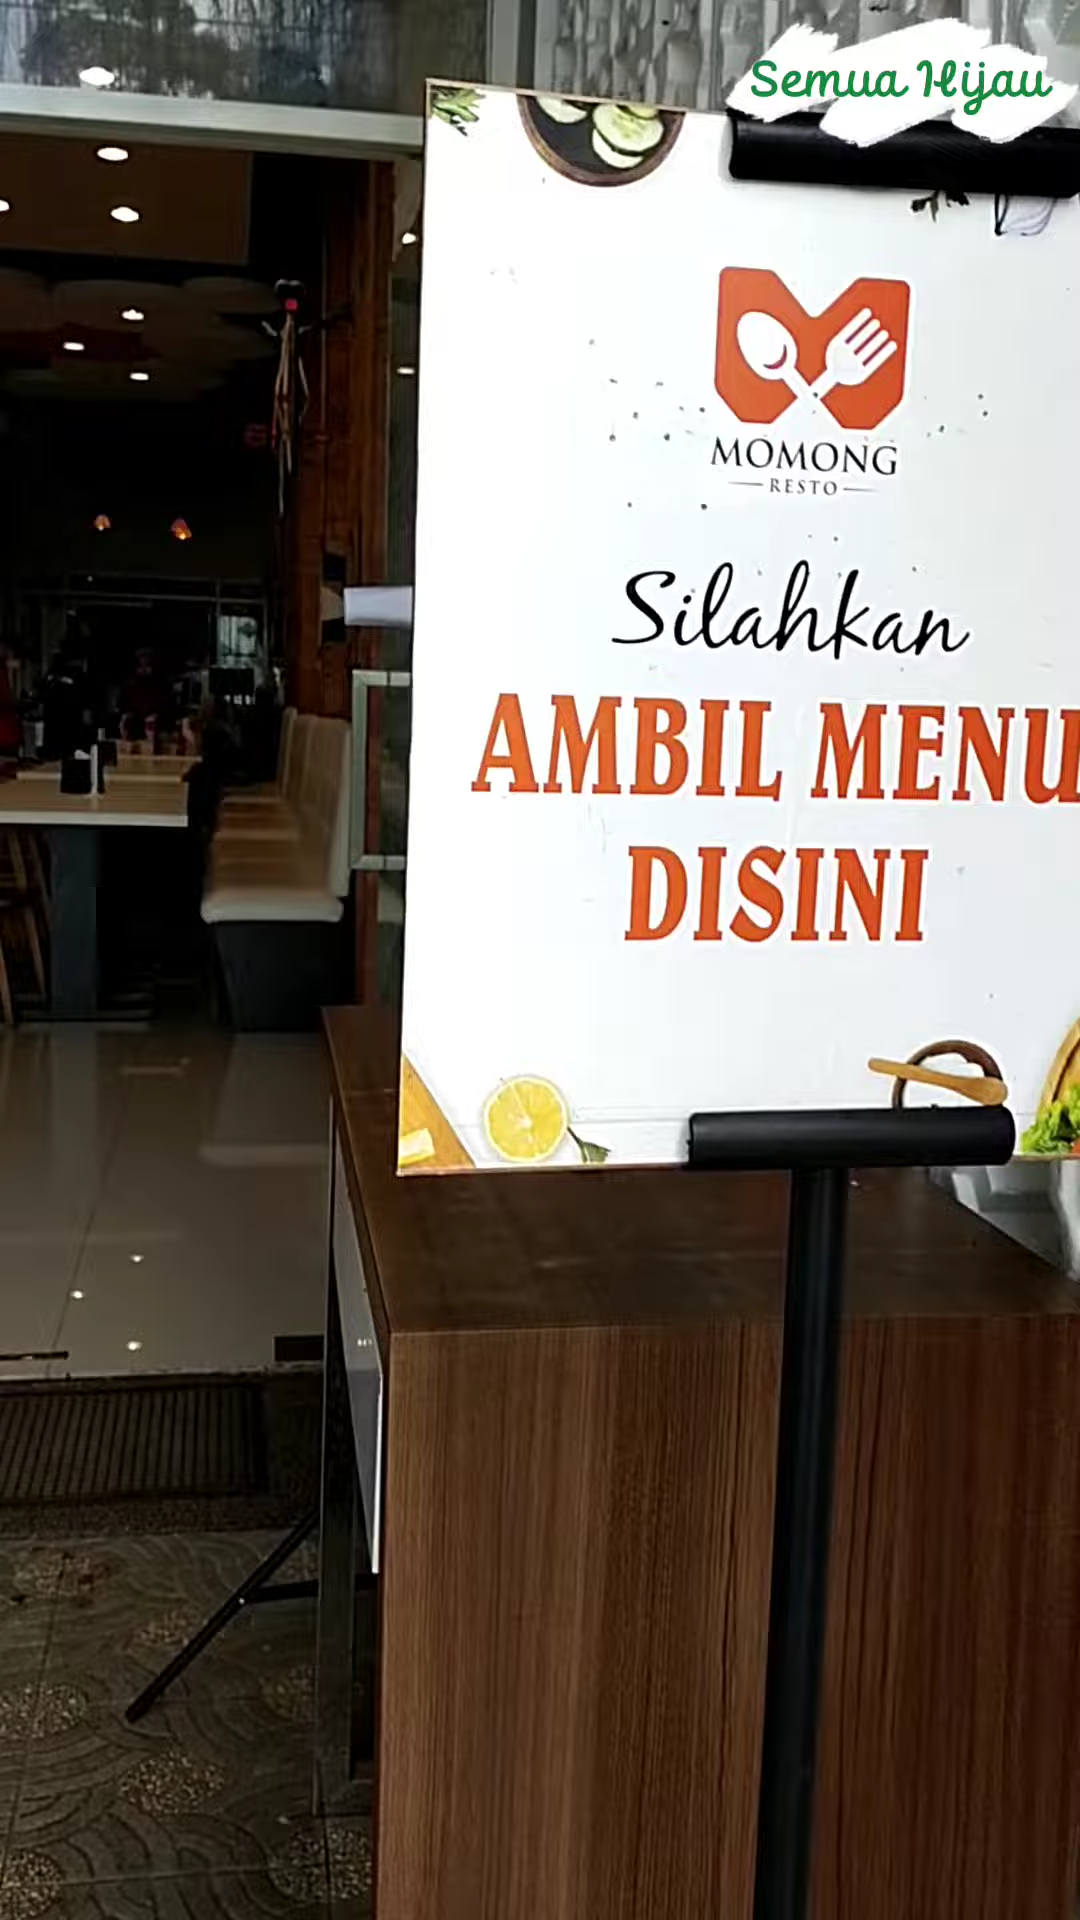 Semua Hijau
MOMONG
RESTO
Silahkan
AMBIL MENU
DISINI